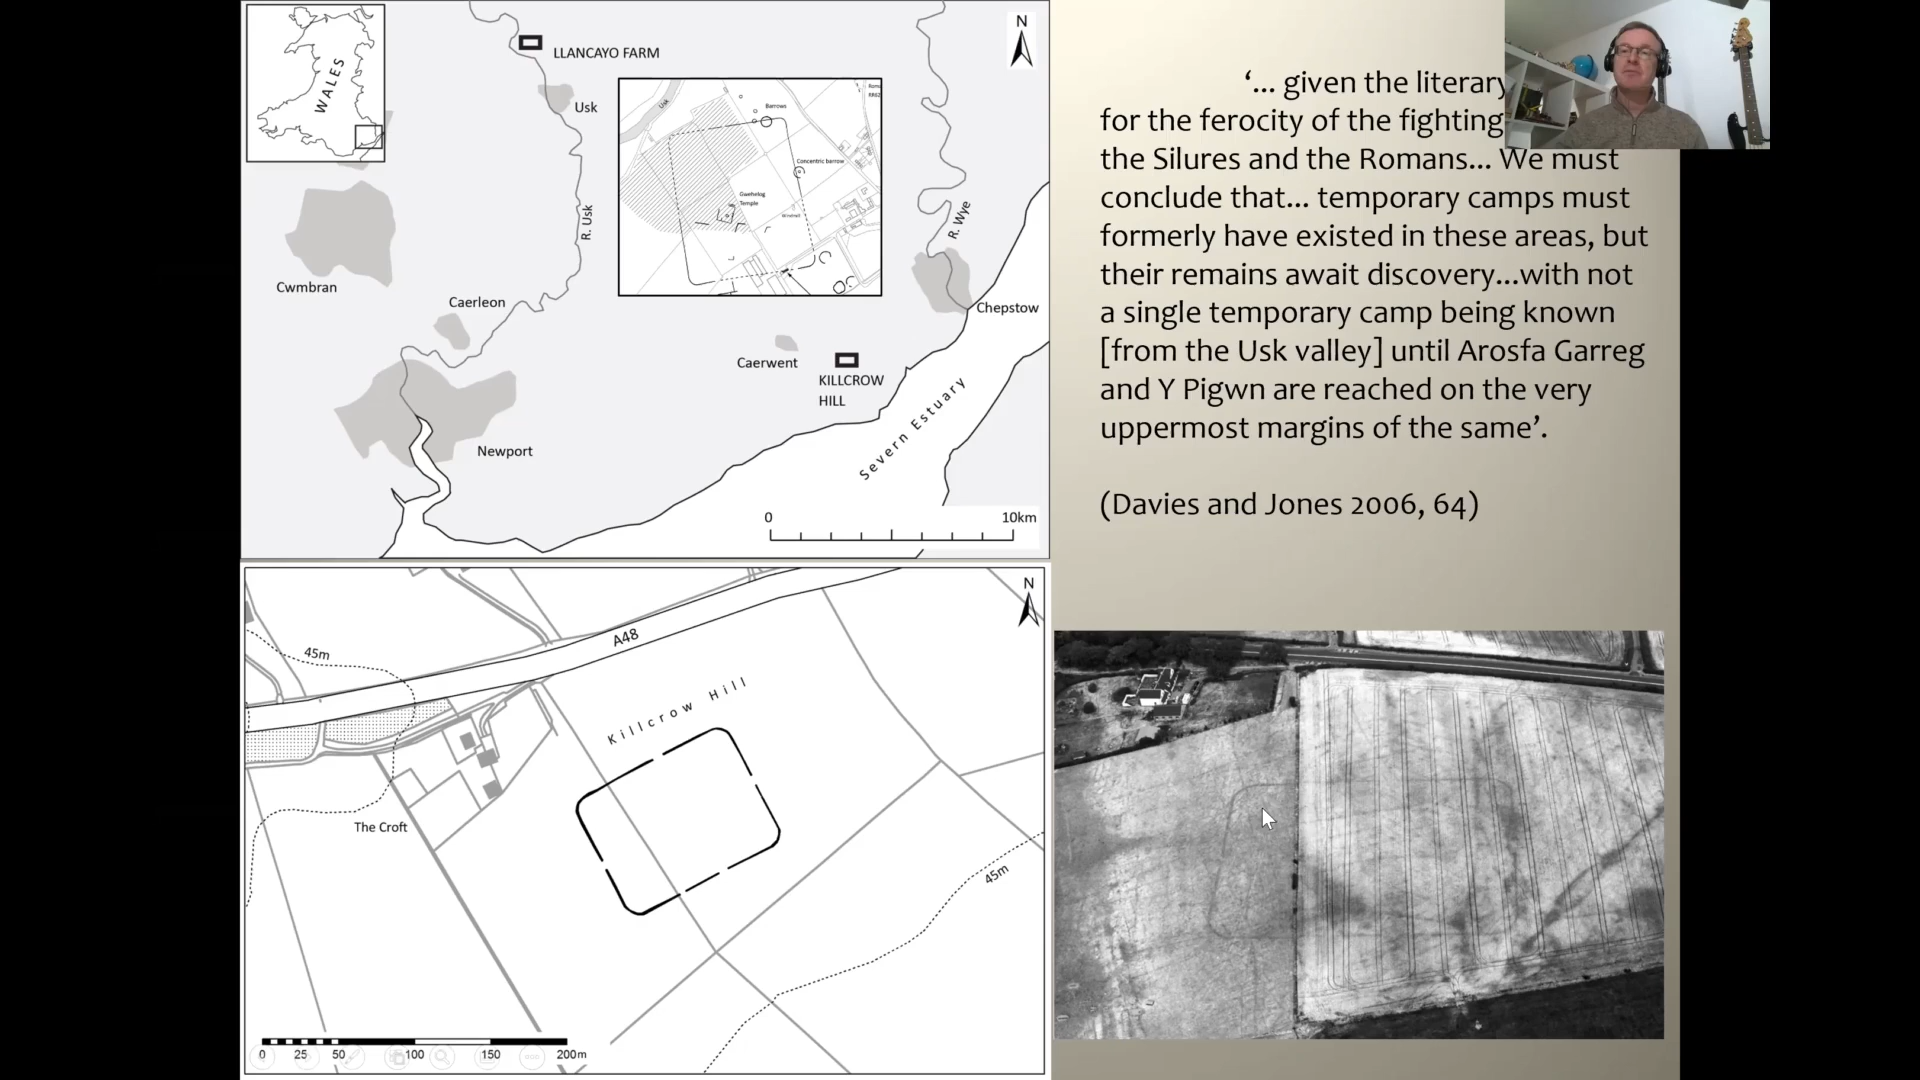 WALES
N
LLANCAYO FARM
Usk
R. Usk
Usk
Barrows
Concentric barrow
Gwehelog
Temple
R. Wye
Cwmbran
Caerleon
Chepstow
Caerwent
KILLCROW
HILL
Newport
Severn Estuary
0 10km
‘... given the literary
for the ferocity of the fighting
the Silures and the Romans... We must
conclude that... temporary camps must
formerly have existed in these areas, but
their remains await discovery...with not
a single temporary camp being known
[from the Usk valley] until Arosfa Garreg
and Y Pigwn are reached on the very
uppermost margins of the same’.
(Davies and Jones 2006, 64)
N
A48
45m
Killcrow Hill
The Croft
45m
0 25 50 100 150 200m